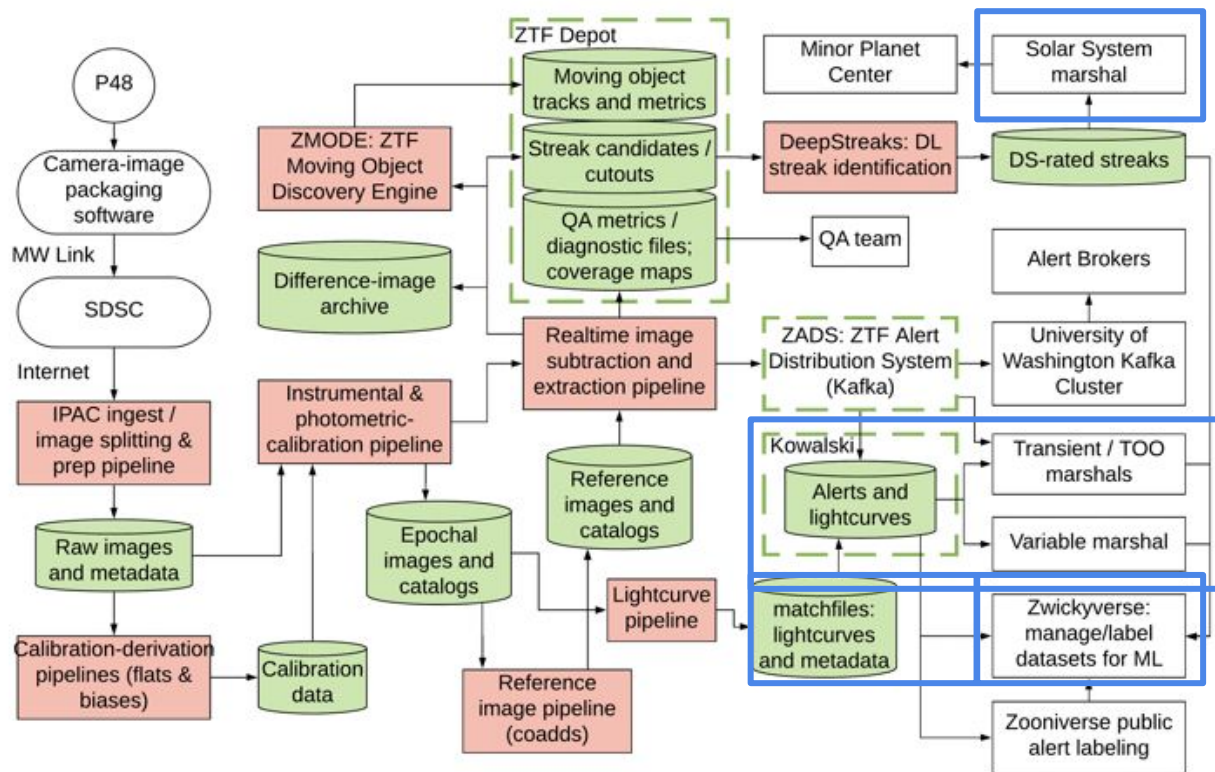 P48
Camera-image
packaging
software
MW Link
SDSC
Internet
IPAC ingest /
image splitting &
prep pipeline
Raw images
and metadata
Calibration-derivation
pipelines (flats &
biases)
Calibration
data
ZMODE: ZTF
Moving Object
Discovery Engine
Difference-image
archive
Instrumental &
photometric-
calibration pipeline
Epochal
images and
catalogs
Reference
image pipeline
(coadds)
ZTF Depot
Moving object
tracks and metrics
Streak candidates /
cutouts
QA metrics /
diagnostic files;
coverage maps
Realtime image
subtraction and
extraction pipeline
Reference
images and
catalogs
Lightcurve
pipeline
Minor Planet
Center
Solar System
marshal
DeepStreaks: DL
streak identification
DS-rated streaks
QA team
Alert Brokers
ZADS: ZTF Alert
Distribution System
(Kafka)
University of
Washington Kafka
Cluster
Kowalski
Alerts and
lightcurves
Transient / TOO
marshals
Variable marshal
matchfiles:
lightcurves
and metadata
Zwickyverse:
manage/label
datasets for ML
Zooniverse public
alert labeling